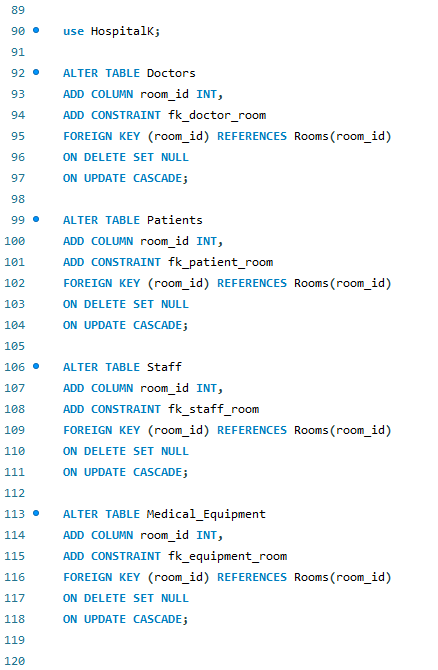 89
90 use HospitalK;
91
92 ALTER TABLE Doctors
93 ADD COLUMN room_id INT,
94 ADD CONSTRAINT fk_doctor_room
95 FOREIGN KEY (room_id) REFERENCES Rooms(room_id)
96 ON DELETE SET NULL
97 ON UPDATE CASCADE;
98
99 ALTER TABLE Patients
100 ADD COLUMN room_id INT,
101 ADD CONSTRAINT fk_patient_room
102 FOREIGN KEY (room_id) REFERENCES Rooms(room_id)
103 ON DELETE SET NULL
104 ON UPDATE CASCADE;
105
106 ALTER TABLE Staff
107 ADD COLUMN room_id INT,
108 ADD CONSTRAINT fk_staff_room
109 FOREIGN KEY (room_id) REFERENCES Rooms(room_id)
110 ON DELETE SET NULL
111 ON UPDATE CASCADE;
112
113 ALTER TABLE Medical_Equipment
114 ADD COLUMN room_id INT,
115 ADD CONSTRAINT fk_equipment_room
116 FOREIGN KEY (room_id) REFERENCES Rooms(room_id)
117 ON DELETE SET NULL
118 ON UPDATE CASCADE;
119
120